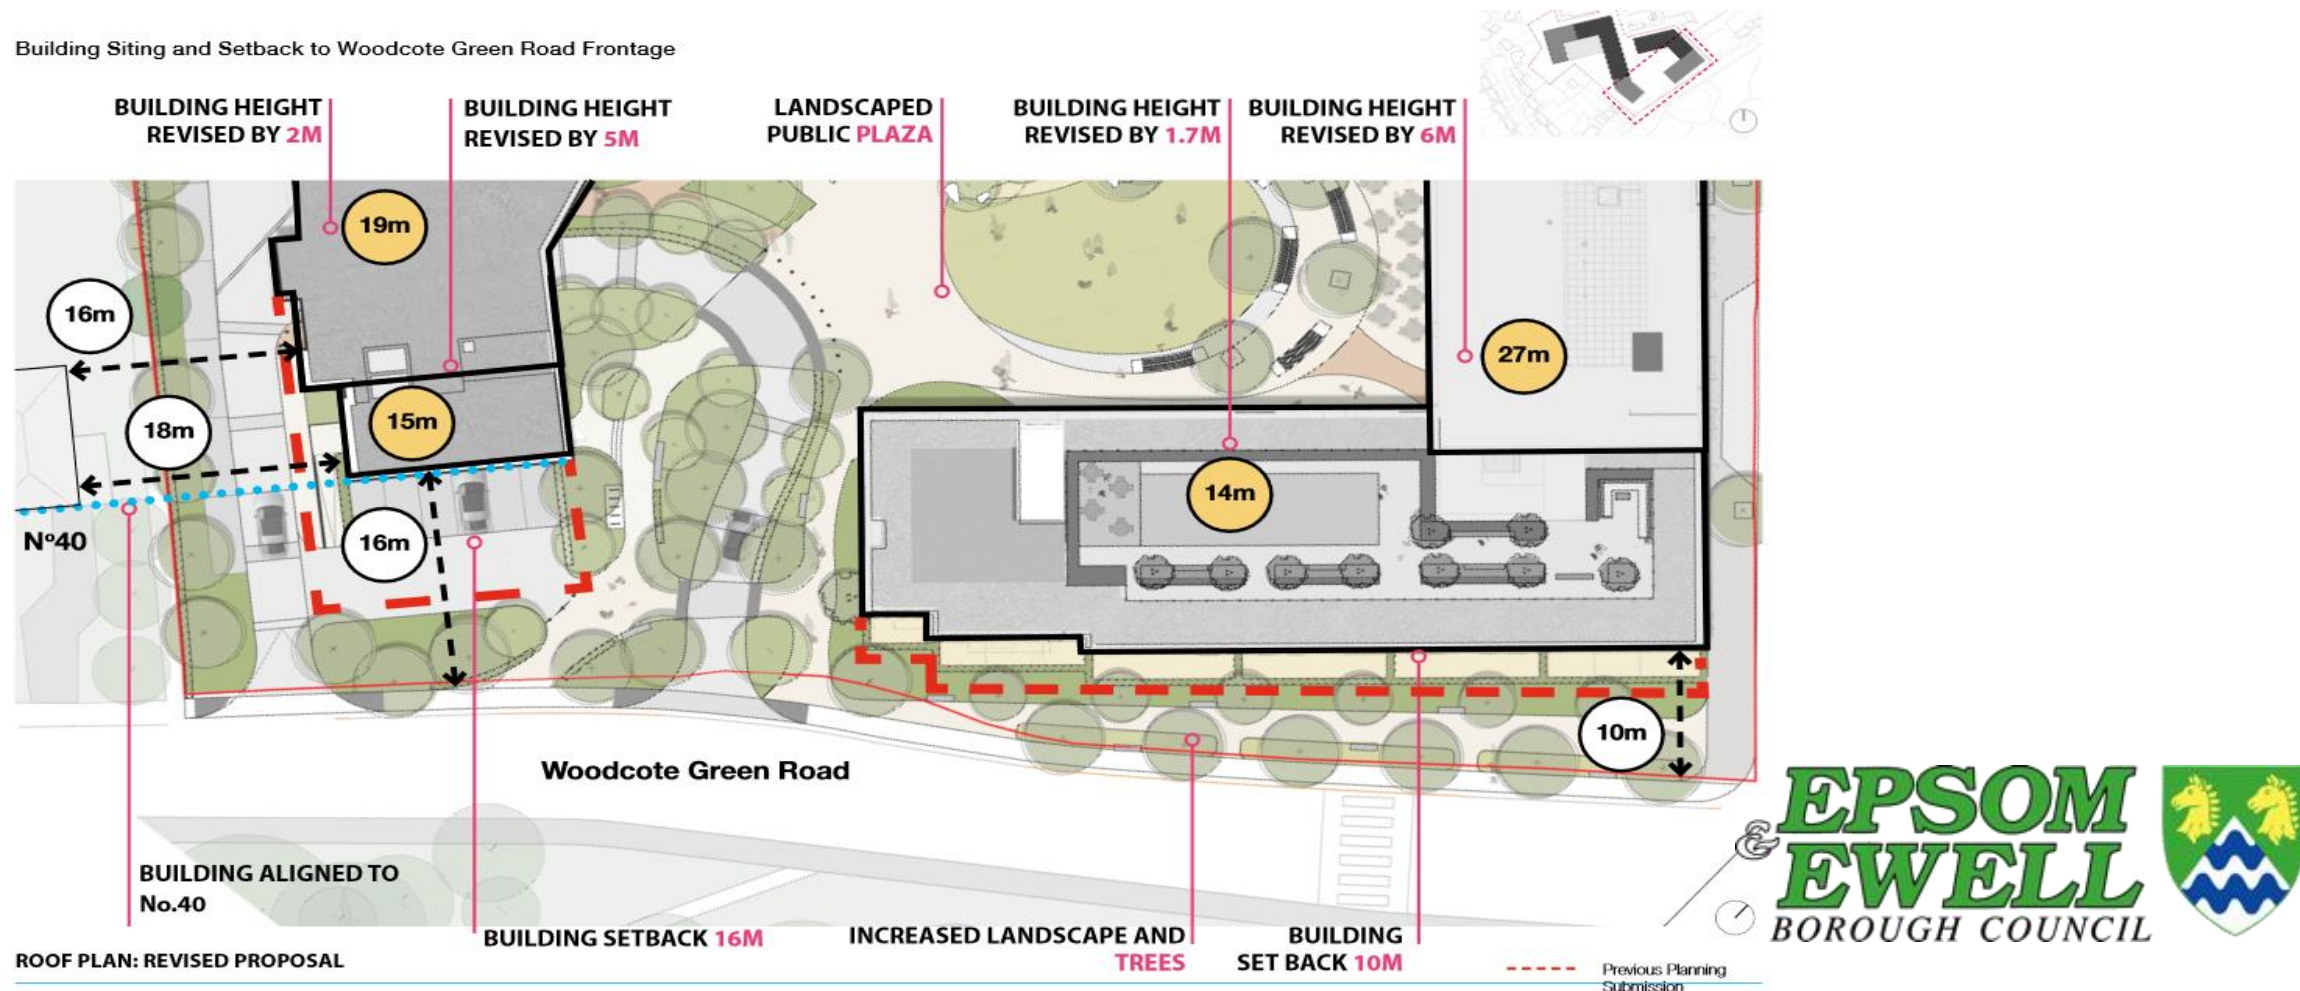 Building Siting and Setback to Woodcote Green Road Frontage
BUILDING HEIGHT
REVISED BY 2M
BUILDING HEIGHT
REVISED BY 5M
LANDSCAPED
PUBLIC PLAZA
BUILDING HEIGHT
REVISED BY 1.7M
BUILDING HEIGHT
REVISED BY 6M
19m
16m
27m
15m
18m
14m
Nº40
16m
10m
Woodcote Green Road
BUILDING ALIGNED TO
No.40
BUILDING SETBACK 16M
INCREASED LANDSCAPE AND
TREES
BUILDING
SET BACK 10M
ROOF PLAN: REVISED PROPOSAL
Previous Planning
Submission
EPSOM
& EWELL
BOROUGH COUNCIL